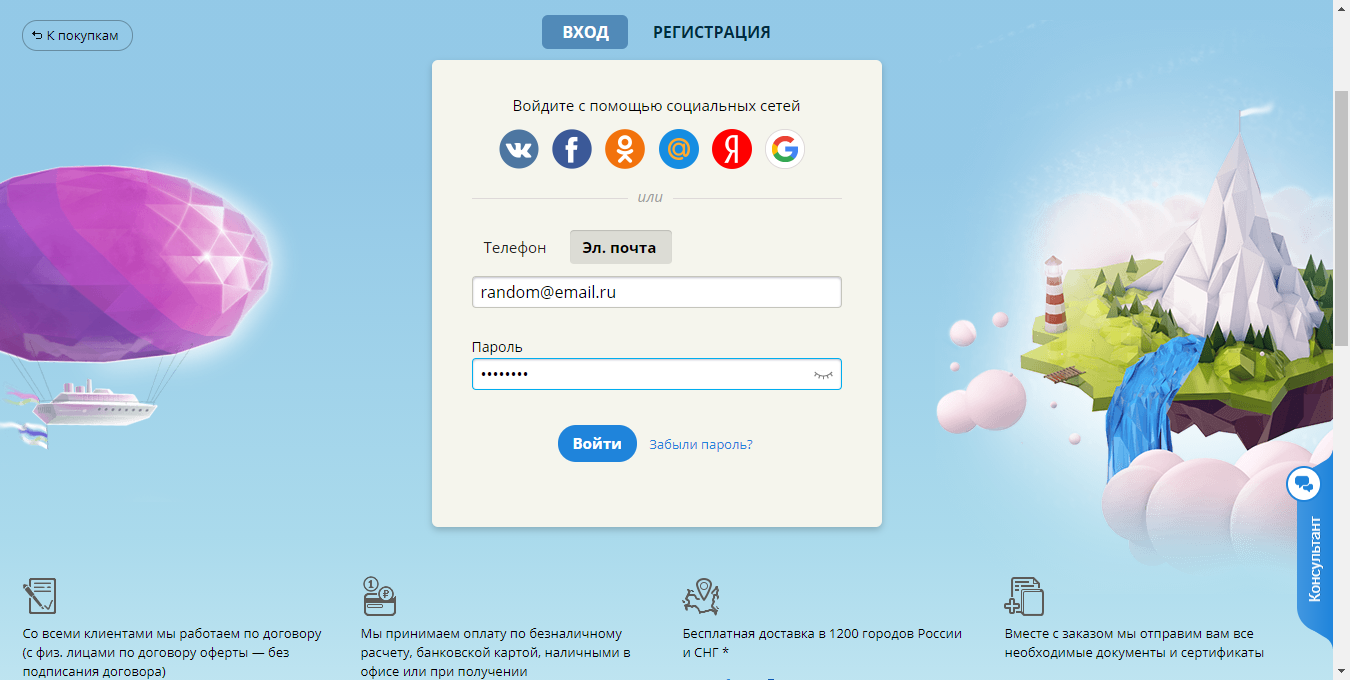 К покупкам
ВХОД
РЕГИСТРАЦИЯ
Войдите с помощью социальных сетей
или
Телефон
Эл. почта
random@email.ru
Пароль
Войти
Забыли пароль?
Консультант
Со всеми клиентами мы работаем по договору
(с физ. лицами по договору оферты — без
подписания договора)
Мы принимаем оплату по безналичному
расчету, банковской картой, наличными в
офисе или при получении
Бесплатная доставка в 1200 городов России
и СНГ *
Вместе с заказом мы отправим вам все
необходимые документы и сертификаты